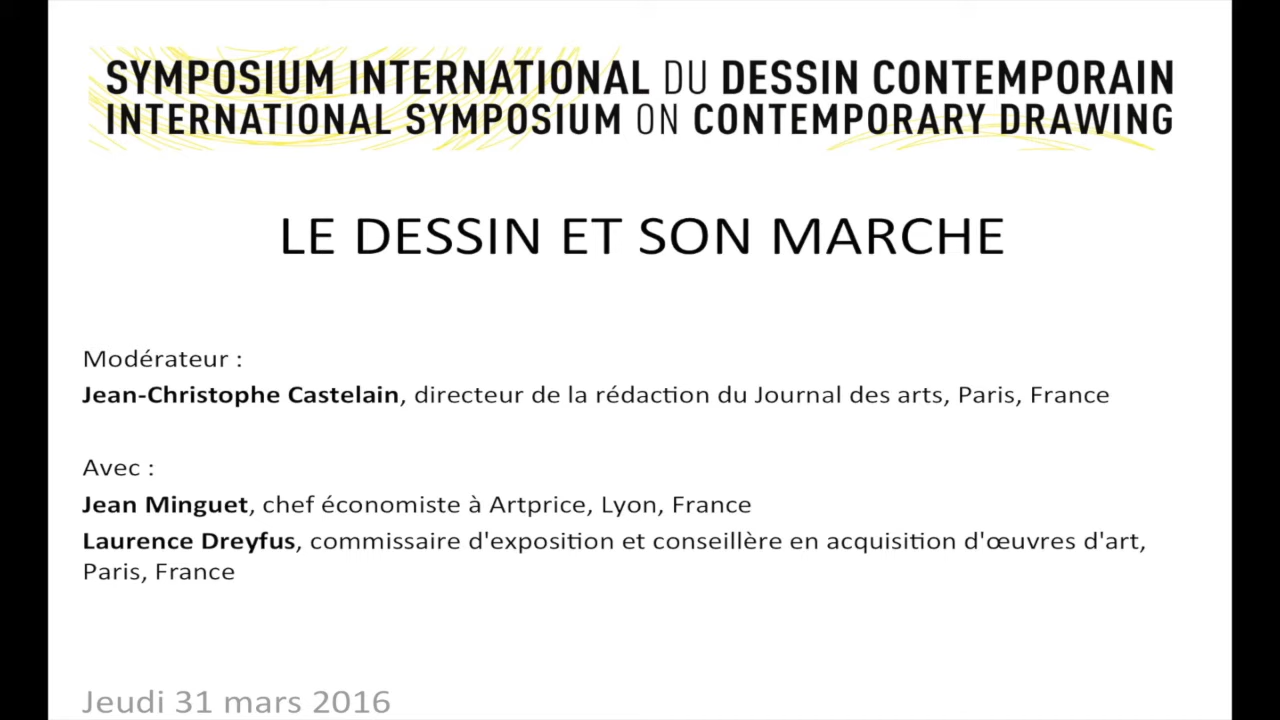 SYMPOSIUM INTERNATIONAL DU DESSIN CONTEMPORAIN
INTERNATIONAL SYMPOSIUM ON CONTEMPORARY DRAWING
LE DESSIN ET SON MARCHE
Modérateur :
Jean-Christophe Castelain, directeur de la rédaction du Journal des arts, Paris, France
Avec :
Jean Minguet, chef économiste à Artprice, Lyon, France
Laurence Dreyfus, commissaire d'exposition et conseillère en acquisition d'œuvres d'art,
Paris, France
Jeudi 31 mars 2016